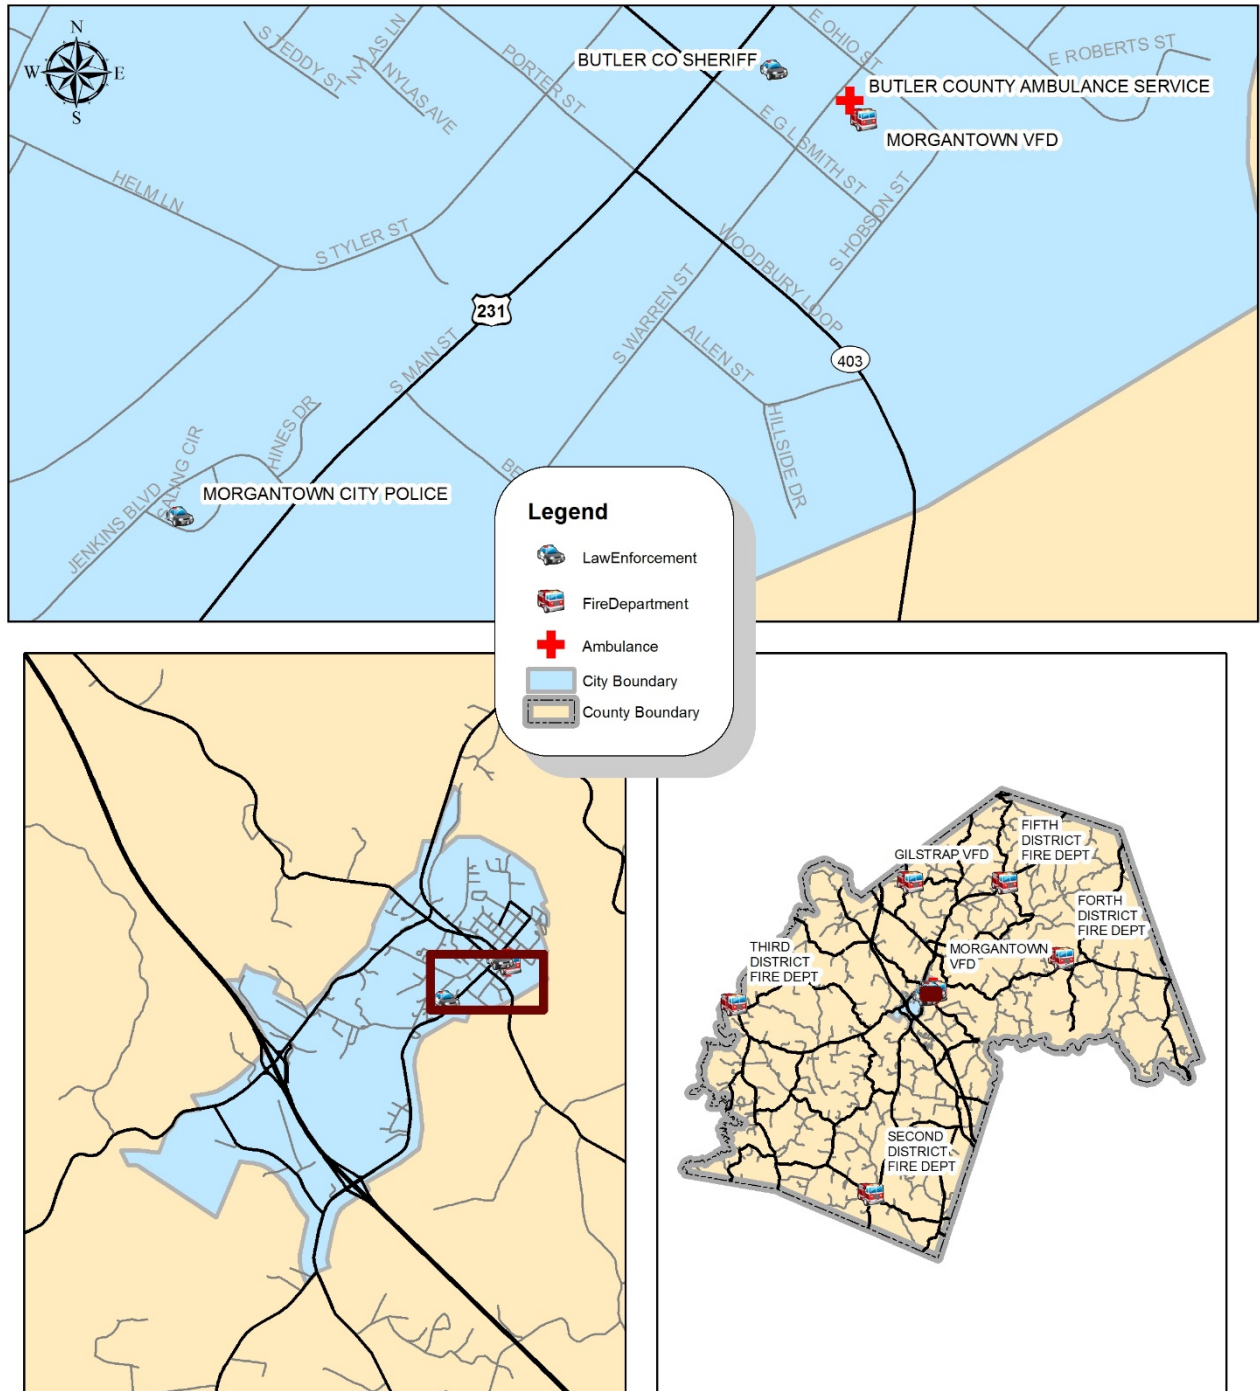 N
W
E
S
S TEDDY ST
NYLAS LN
NYLAS AVE
PORTER ST
BUTLER CO SHERIFF
E OHIO ST
E ROBERTS ST
BUTLER COUNTY AMBULANCE SERVICE
MORGANTOWN VFD
E G L SMITH ST
S HOBSON ST
HELM LN
S TYLER ST
WOODBURY LOOP
231
S WARREN ST
ALLEN ST
403
S MAIN ST
HILLSIDE DR
HINES DR
SALING CIR
JENKINS BLVD
MORGANTOWN CITY POLICE
BE
Legend
LawEnforcement
FireDepartment
Ambulance
City Boundary
County Boundary
FIFTH
DISTRICT
FIRE DEPT
GILSTRAP VFD
FORTH
DISTRICT
FIRE DEPT
THIRD
DISTRICT
FIRE DEPT
MORGANTOWN
VFD
SECOND
DISTRICT
FIRE DEPT